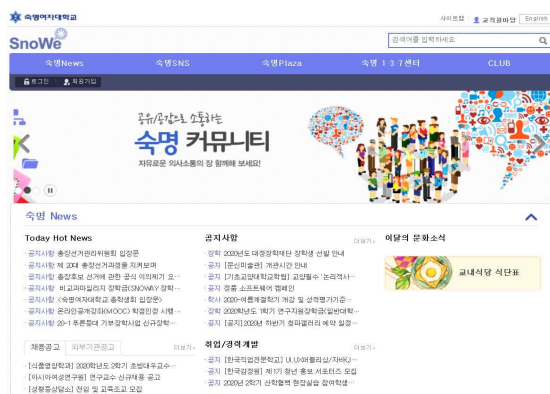 숙명여자대학교
사이트맵 교직원마당 English
SnoWe
검색어를 입력하세요
숙명News 숙명SNS 숙명Plaza 숙명 1·3·7센터 CLUB
로그인 회원가입
공유/공감으로 소통하는
숙명 커뮤니티
자유로운 의사소통의 장 함께해 보세요!
숙명 News
Today Hot News
· 공지사항 총장선거관리위원회 입장문
· 공지사항 제 20대 총장선거과정을 지켜보며
· 공지사항 총장후보 선거에 관한 공식 이의제기 요…
· 공지사항 비교과마일리지 장학금(SNOWAY 장학…
· 공지사항 <숙명여자대학교 총학생회 입장문>
· 공지사항 온라인공개강좌(MOOC) 학점인정 시행…
· 공지사항 20-1 푸른등대 기부장학사업 신규장학…
공지사항 더보기
· 장학 2020년도 대정장학재단 장학생 선발 안내
· 공지 [문신미술관] 개관시간 안내
· 공지 [기초교양대학교학팀] 교양필수 '논리적사…
· 공지 정품 소프트웨어 캠페인
· 학사 2020-여름계절학기 개강 및 성적평가기준…
· 장학 2020학년도 1학기 연구지원장학금(일반대학…
· 공지 [공지]2020년 하반기 청파갤러리 예약 일정…
이달의 문화소식
교내식당 식단표
채용공고 외부기관공고 더보기
· [식품영양학과] 2020학년도 2학기 초빙대우교수…
· [아시아여성연구원] 연구교수 신규채용 공고
· [성평등상담소] 전임 및 교육조교 모집
취업/경력개발 더보기
· 공지 [한국직업전문학교] UI,UX퍼블리싱/자바(J…
· 공지 [한국감정원] 제1기 청년 홍보 서포터즈 모집
· 공지 2020년 2학기 산학협력 현장실습 참여학생…